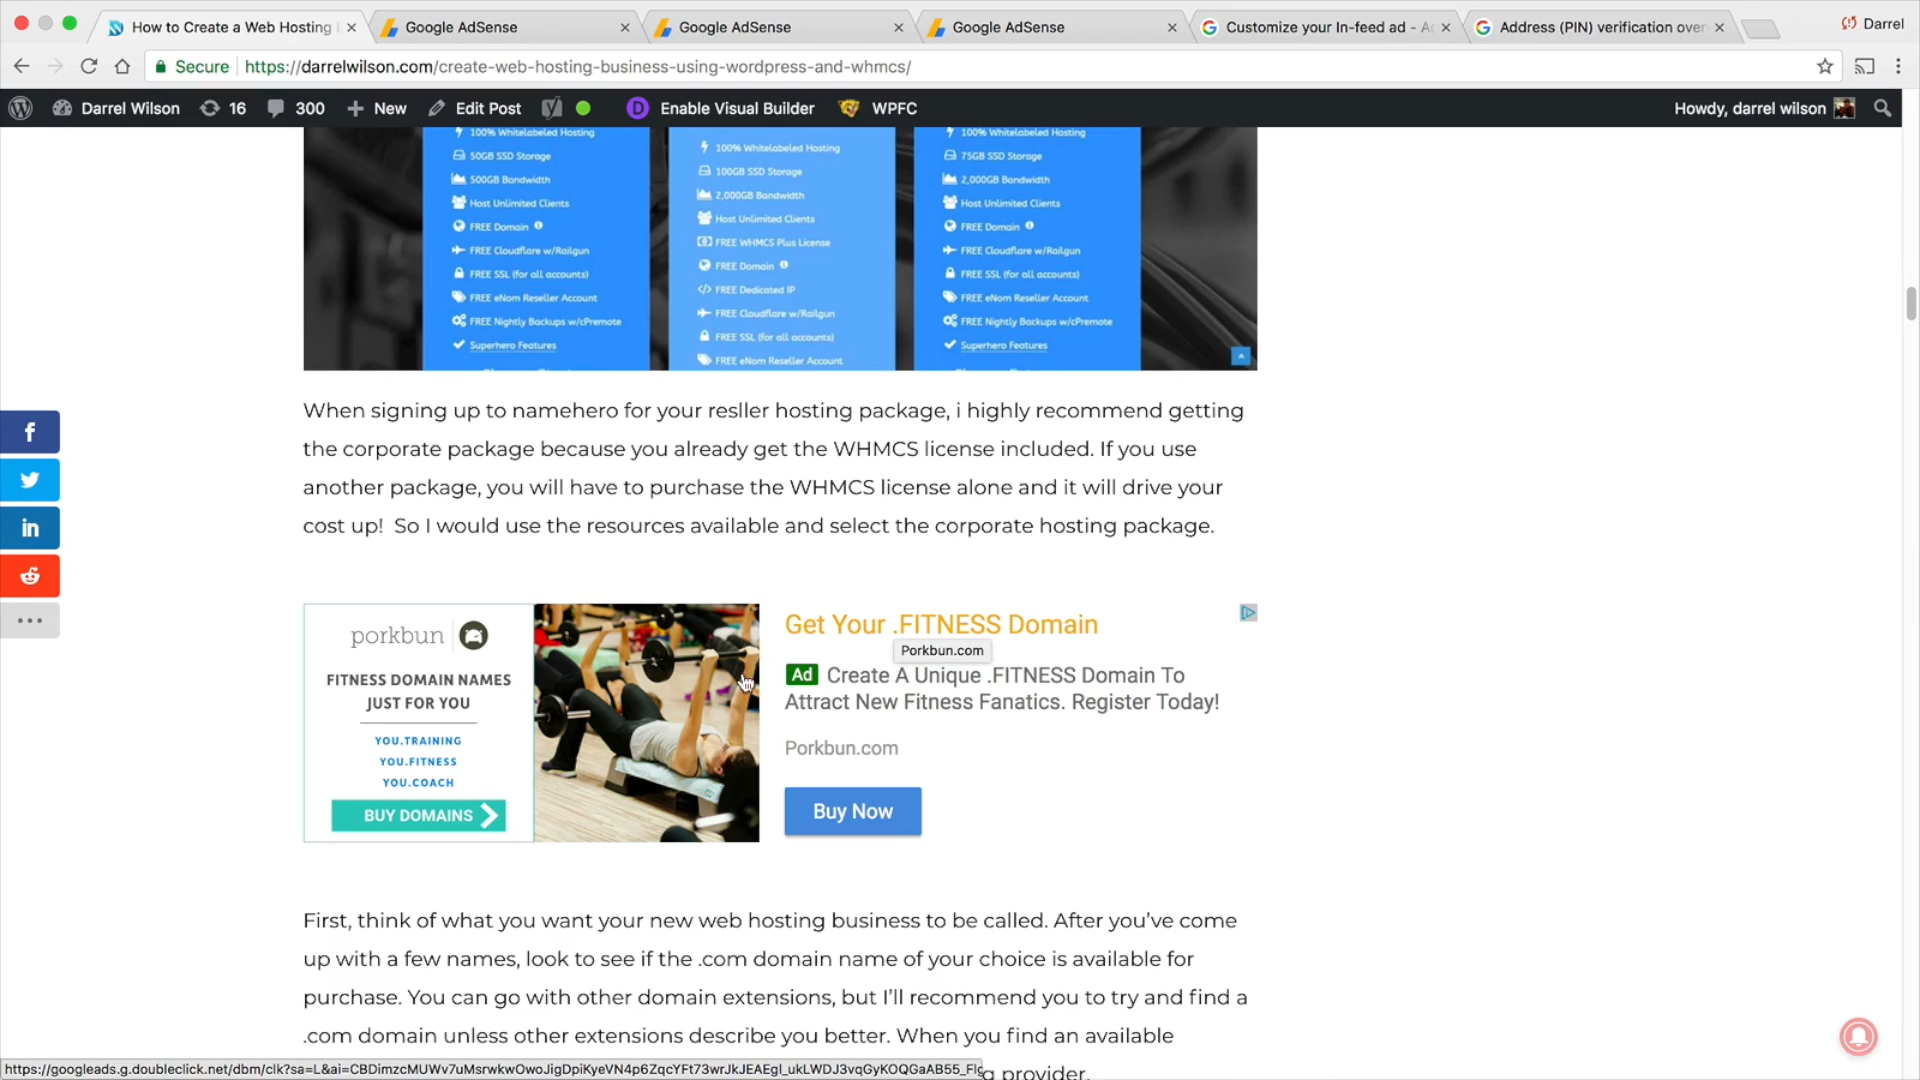 How to Create a Web Hosting
Google AdSense
Google AdSense
Google AdSense
Customize your In-feed ad - A
Address (PIN) verification over
Darrel
Secure
https://darrelwilson.com/create-web-hosting-business-using-wordpress-and-whmcs/
Darrel Wilson
16
300
New
Edit Post
Enable Visual Builder
WPFC
Howdy, darrel wilson
100% Whitelabeled Hosting
50GB SSD Storage
500GB Bandwidth
Host Unlimited Clients
FREE Domain
FREE Cloudflare w/Railgun
FREE SSL (for all accounts)
FREE eNom Reseller Account
FREE Nightly Backups w/cPremote
Superhero Features
100% Whitelabeled Hosting
100GB SSD Storage
2,000GB Bandwidth
Host Unlimited Clients
FREE WHMCS Plus License
FREE Domain
FREE Dedicated IP
FREE Cloudflare w/Railgun
FREE SSL (for all accounts)
FREE eNom Reseller Account
100% Whitelabeled Hosting
75GB SSD Storage
2,000GB Bandwidth
Host Unlimited Clients
FREE Domain
FREE Cloudflare w/Railgun
FREE SSL (for all accounts)
FREE eNom Reseller Account
FREE Nightly Backups w/cPremote
Superhero Features
When signing up to namehero for your resller hosting package, i highly recommend getting
the corporate package because you already get the WHMCS license included. If you use
another package, you will have to purchase the WHMCS license alone and it will drive your
cost up! So I would use the resources available and select the corporate hosting package.
porkbun
FITNESS DOMAIN NAMES
JUST FOR YOU
YOU.TRAINING
YOU.FITNESS
YOU.COACH
BUY DOMAINS
Get Your .FITNESS Domain
Porkbun.com
Ad Create A Unique .FITNESS Domain To
Attract New Fitness Fanatics. Register Today!
Porkbun.com
Buy Now
First, think of what you want your new web hosting business to be called. After you've come
up with a few names, look to see if the .com domain name of your choice is available for
purchase. You can go with other domain extensions, but I'll recommend you to try and find a
.com domain unless other extensions describe you better. When you find an available
provider.